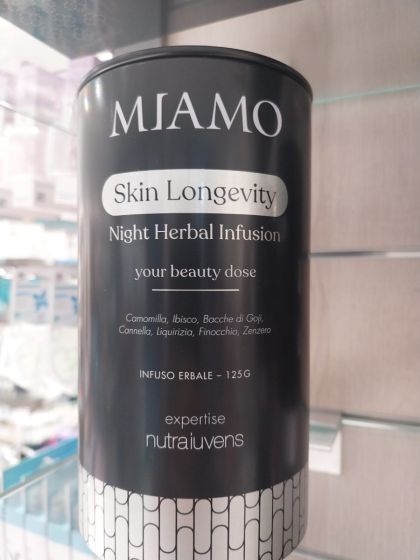 MIAMO
Skin Longevity
Night Herbal Infusion
your beauty dose
Camomilla, Ibisco, Bacche di Goji,
Cannella, Liquirizia, Finocchio, Zenzero
INFUSO ERBALE – 125G
expertise
nutraiuvens